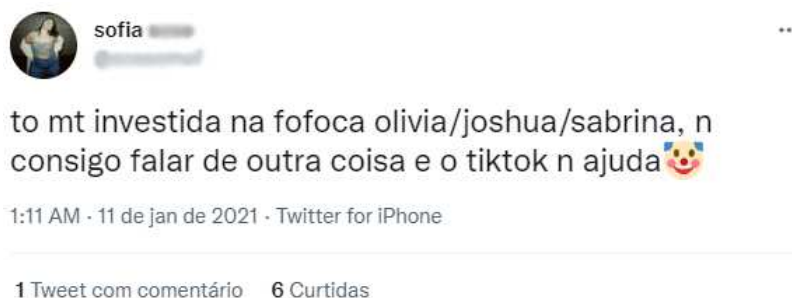 sofia
to mt investida na fofoca olivia/joshua/sabrina, n
consigo falar de outra coisa e o tiktok n ajuda🤡
1:11 AM · 11 de jan de 2021 · Twitter for iPhone
1 Tweet com comentário 6 Curtidas